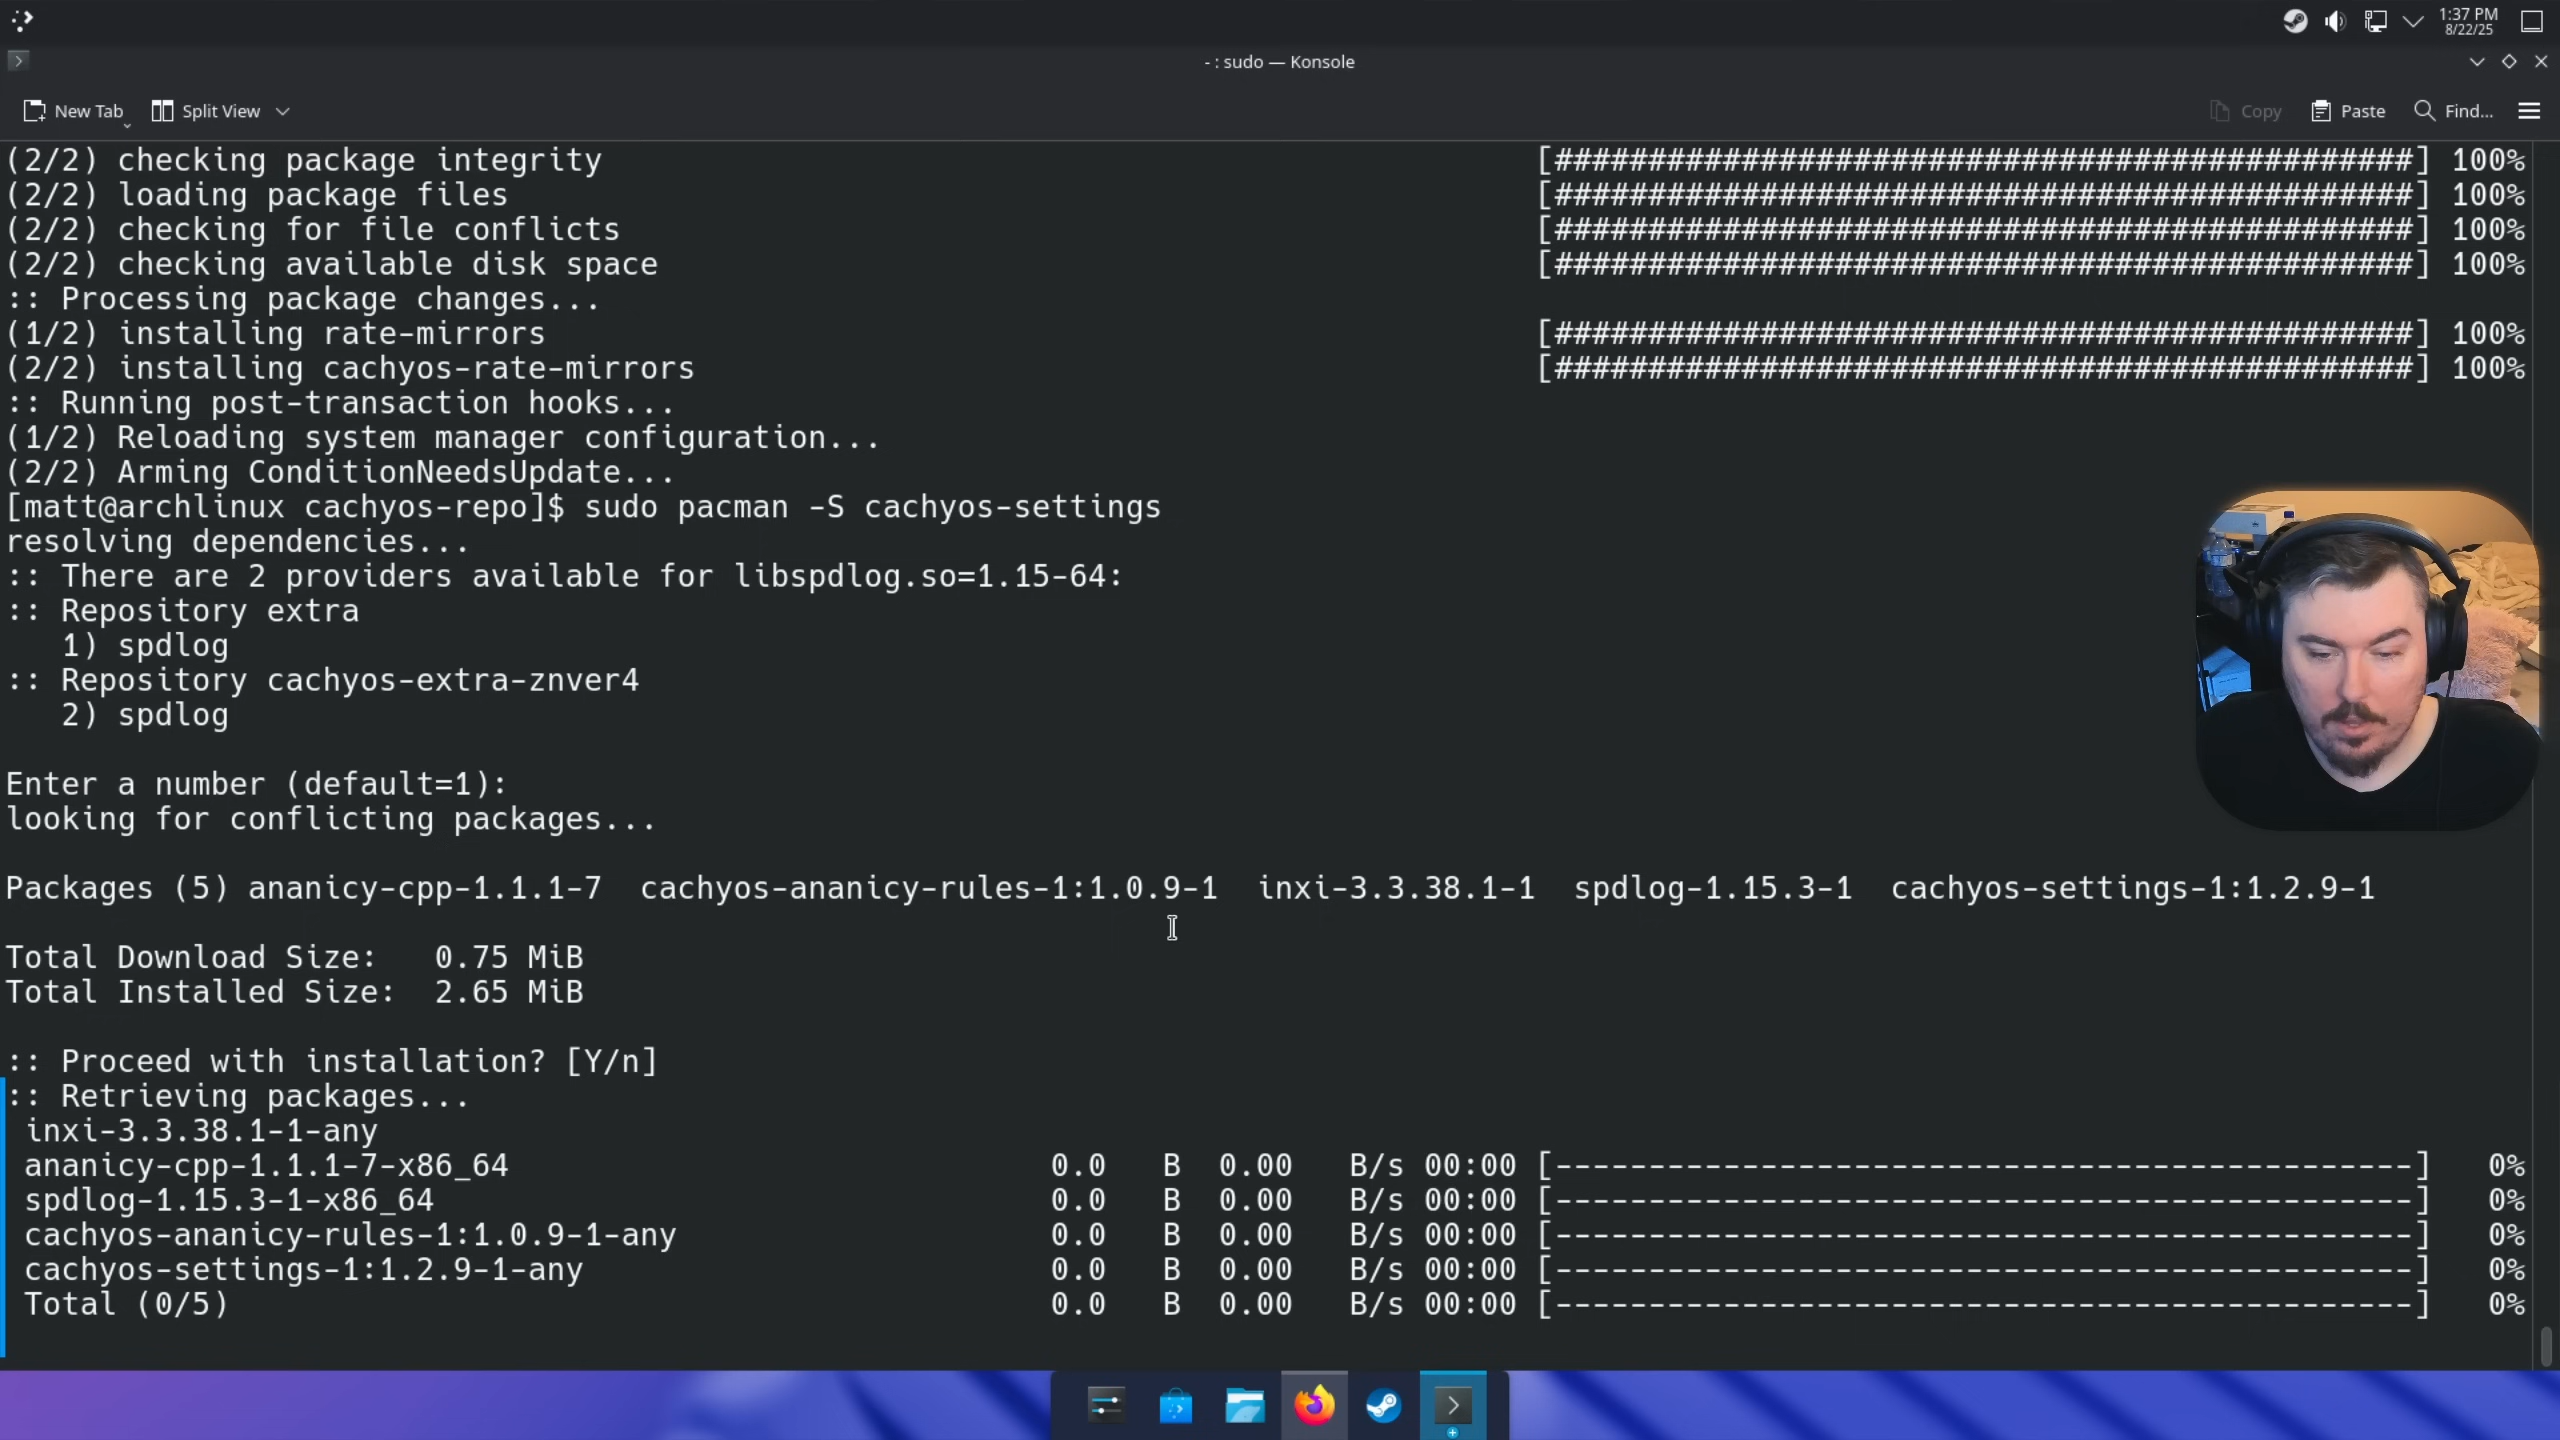 1:37 PM
8/22/25
- : sudo — Konsole
New Tab
Split View
Copy
Paste
Find...
(2/2) checking package integrity [##############################################] 100%
(2/2) loading package files [##############################################] 100%
(2/2) checking for file conflicts [##############################################] 100%
(2/2) checking available disk space [##############################################] 100%
:: Processing package changes...
(1/2) installing rate-mirrors [##############################################] 100%
(2/2) installing cachyos-rate-mirrors [##############################################] 100%
:: Running post-transaction hooks...
(1/2) Reloading system manager configuration...
(2/2) Arming ConditionNeedsUpdate...
[matt@archlinux cachyos-repo]$ sudo pacman -S cachyos-settings
resolving dependencies...
:: There are 2 providers available for libspdlog.so=1.15-64:
:: Repository extra
1) spdlog
:: Repository cachyos-extra-znver4
2) spdlog
Enter a number (default=1):
looking for conflicting packages...
Packages (5) ananicy-cpp-1.1.1-7 cachyos-ananicy-rules-1:1.0.9-1 inxi-3.3.38.1-1 spdlog-1.15.3-1 cachyos-settings-1:1.2.9-1
Total Download Size: 0.75 MiB
Total Installed Size: 2.65 MiB
:: Proceed with installation? [Y/n]
:: Retrieving packages...
inxi-3.3.38.1-1-any
ananicy-cpp-1.1.1-7-x86_64 0.0 B 0.00 B/s 00:00 [----------------------------------------------] 0%
spdlog-1.15.3-1-x86_64 0.0 B 0.00 B/s 00:00 [----------------------------------------------] 0%
cachyos-ananicy-rules-1:1.0.9-1-any 0.0 B 0.00 B/s 00:00 [----------------------------------------------] 0%
cachyos-settings-1:1.2.9-1-any 0.0 B 0.00 B/s 00:00 [----------------------------------------------] 0%
Total (0/5) 0.0 B 0.00 B/s 00:00 [----------------------------------------------] 0%